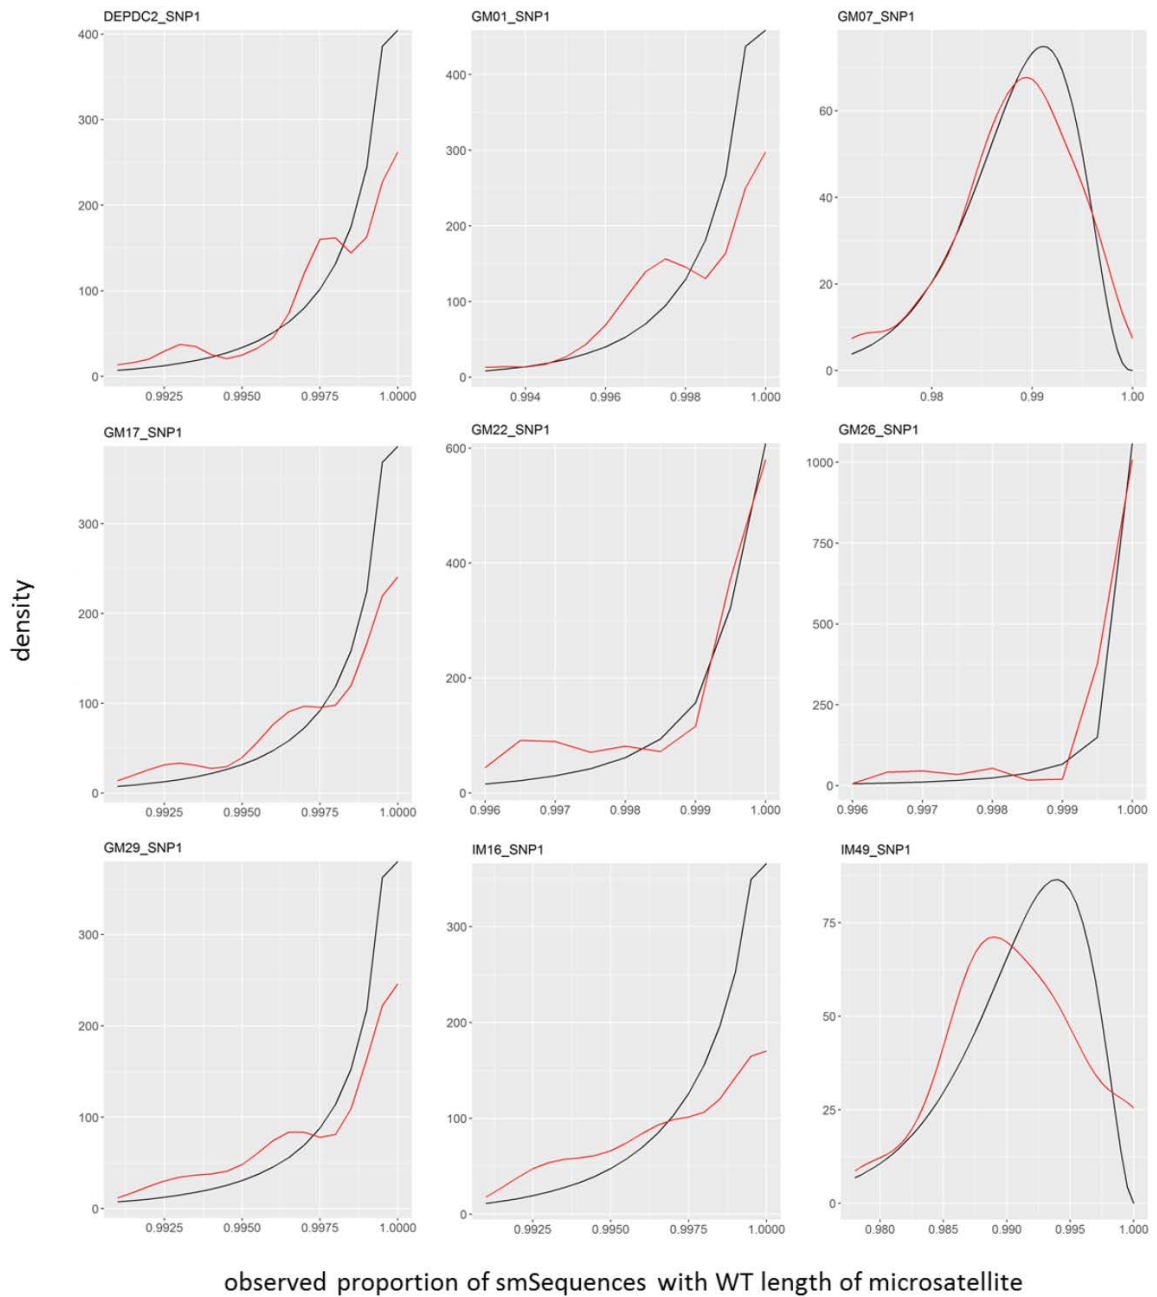 DEPDC2_SNP1
400
300
200
100
0
0.9925 0.9950 0.9975 1.0000
GM01_SNP1
400
300
200
100
0
0.994 0.996 0.998 1.000
GM07_SNP1
60
40
20
0
0.98 0.99 1.00
GM17_SNP1
300
200
100
0
0.9925 0.9950 0.9975 1.0000
GM22_SNP1
600
400
200
0
0.996 0.997 0.998 0.999 1.000
GM26_SNP1
1000
750
500
250
0
0.996 0.997 0.998 0.999 1.000
density
GM29_SNP1
300
200
100
0
0.9925 0.9950 0.9975 1.0000
IM16_SNP1
300
200
100
0
0.9925 0.9950 0.9975 1.0000
IM49_SNP1
75
50
25
0
0.980 0.985 0.990 0.995 1.000
observed proportion of smSequences with WT length of microsatellite